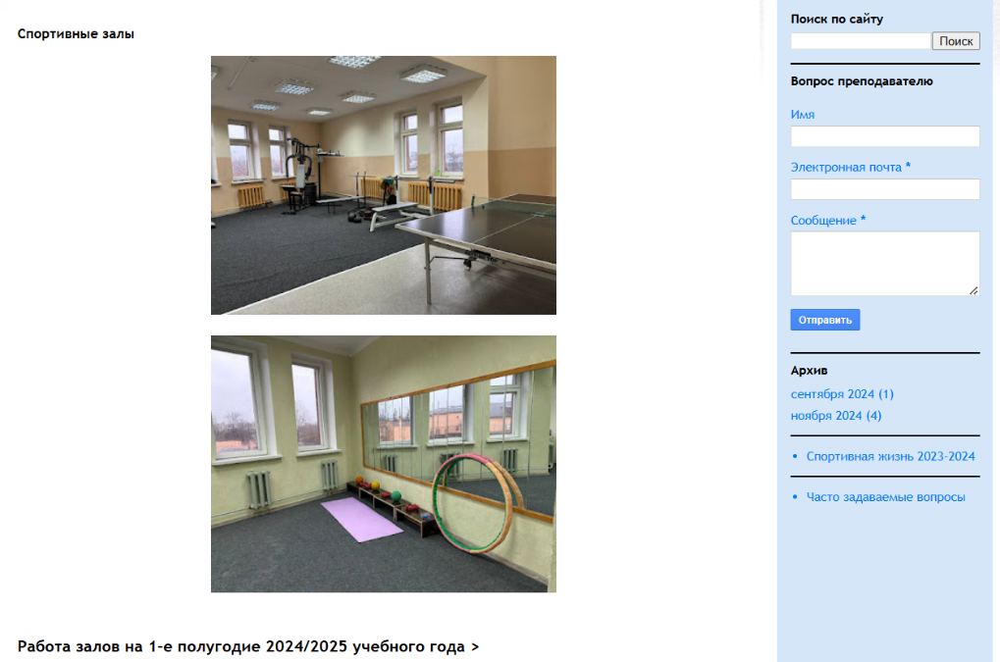 Спортивные залы
Работа залов на 1-е полугодие 2024/2025 учебного года >
Поиск по сайту
Поиск
Вопрос преподавателю
Имя
Электронная почта *
Сообщение *
Отправить
Архив
сентября 2024 (1)
ноября 2024 (4)
• Спортивная жизнь 2023-2024
• Часто задаваемые вопросы